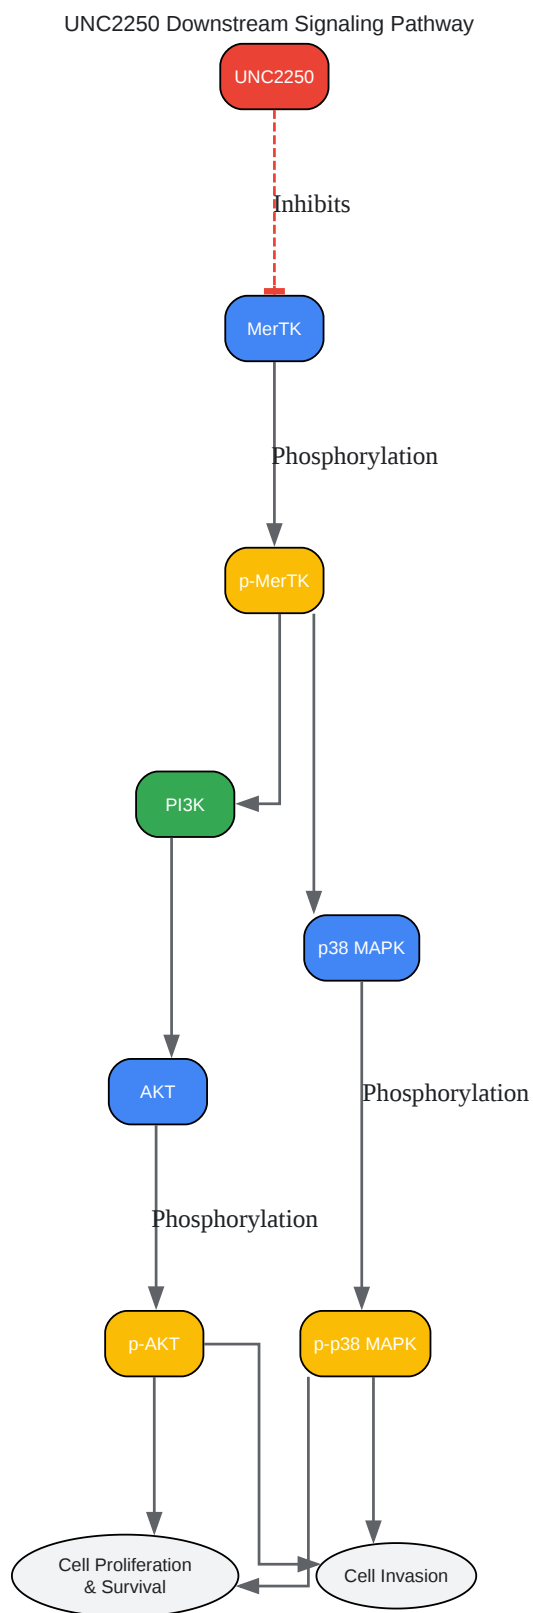 UNC2250 Downstream Signaling Pathway
UNC2250
Inhibits
MerTK
Phosphorylation
p-MerTK
PI3K
p38 MAPK
AKT
Phosphorylation
Phosphorylation
p-AKT
p-p38 MAPK
Cell Proliferation
& Survival
Cell Invasion